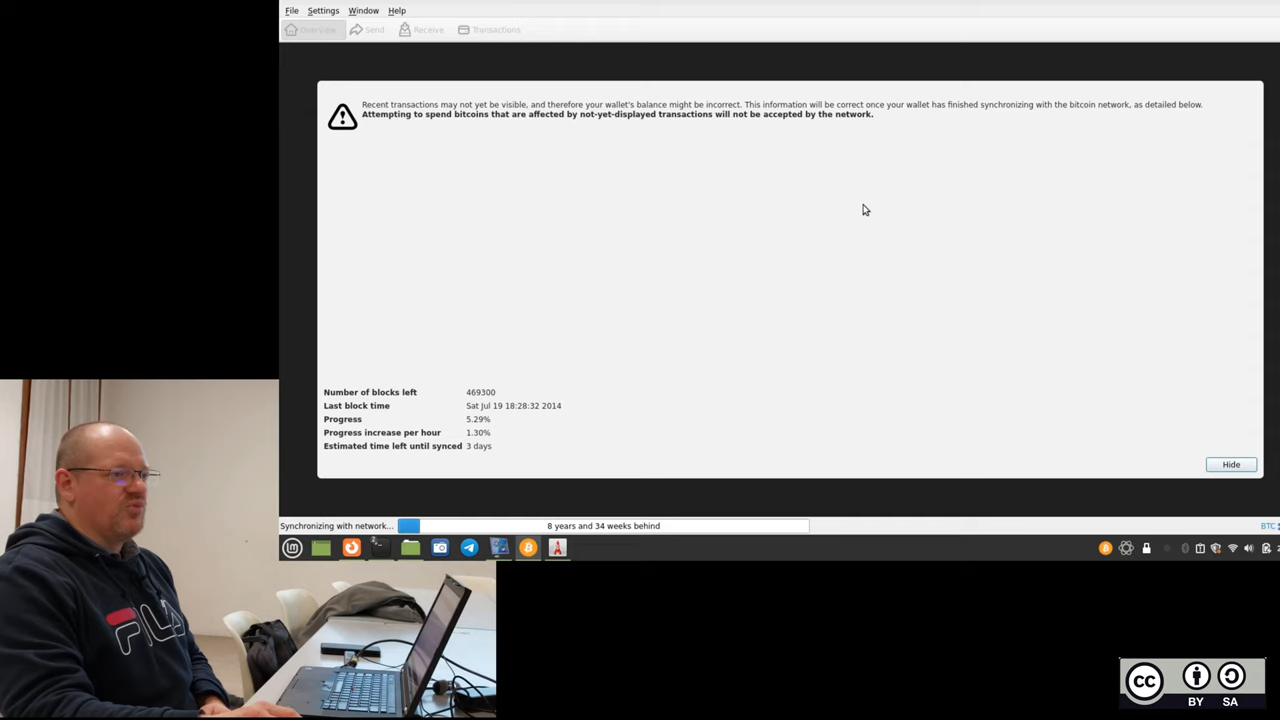 File Settings Window Help
Overview Send Receive Transactions
Recent transactions may not yet be visible, and therefore your wallet's balance might be incorrect. This information will be correct once your wallet has finished synchronizing with the bitcoin network, as detailed below.
Attempting to spend bitcoins that are affected by not-yet-displayed transactions will not be accepted by the network.
Number of blocks left 469300
Last block time Sat Jul 19 18:28:32 2014
Progress 5.29%
Progress increase per hour 1.30%
Estimated time left until synced 3 days
Hide
Synchronizing with network... 8 years and 34 weeks behind BTC
FILA
CC
BY SA